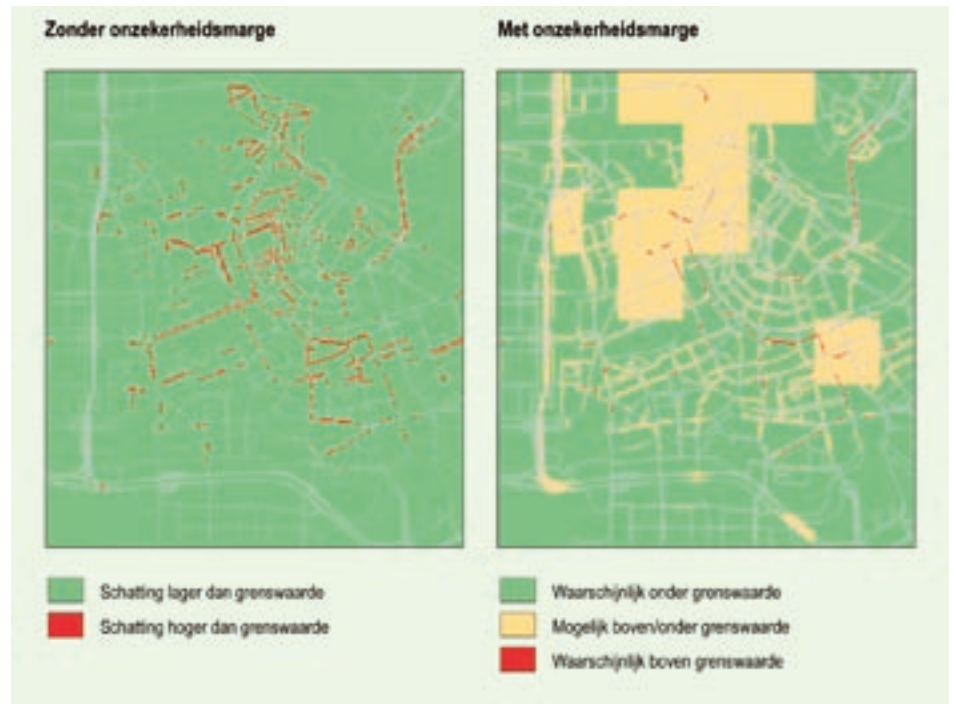 Zonder onzekerheidsmarge
Met onzekerheidsmarge
Schatting lager dan grenswaarde
Schatting hoger dan grenswaarde
Waarschijnlijk onder grenswaarde
Mogelijk boven/onder grenswaarde
Waarschijnlijk boven grenswaarde